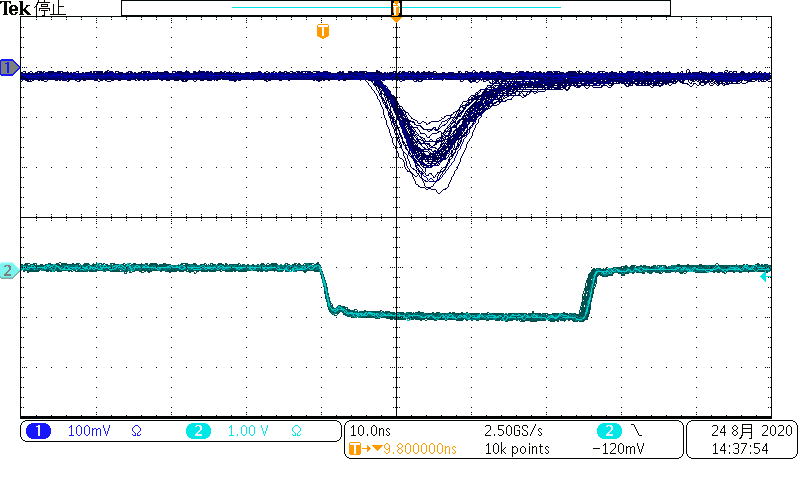 Tek 停止
T
T
1
2
1 100mV Ω 2 1.00 V Ω
10.0ns 2.50GS/s 2
T→▼9.800000ns 10k points −120mV
24 8月 2020
14:37:54